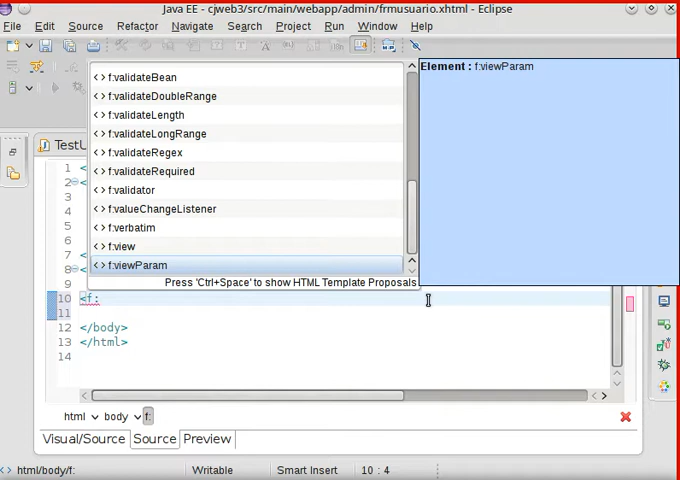 Java EE - cjweb3/src/main/webapp/admin/frmusuario.xhtml - Eclipse
File Edit Source Refactor Navigate Search Project Run Window Help
<> f:validateBean
<> f:validateDoubleRange
<> f:validateLength
<> f:validateLongRange
<> f:validateRegex
<> f:validateRequired
<> f:validator
<> f:valueChangeListener
<> f:verbatim
<> f:view
<> f:viewParam
Press 'Ctrl+Space' to show HTML Template Proposals
Element : f:viewParam
TestU
1 <
2 <
3
4
5
6
7 <
8 <
9
10 <f:
11
12 </body>
13 </html>
14
html body f:
Visual/Source Source Preview
<> html/body/f: Writable Smart Insert 10 : 4